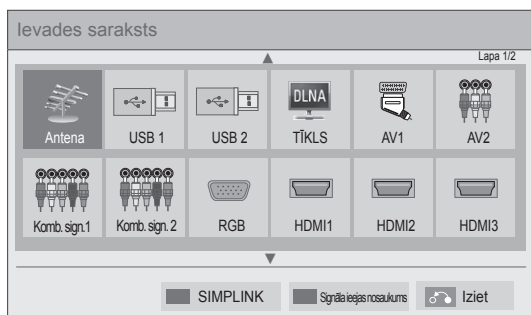 Ievades saraksts
Lapa 1/2
DLNA
Antena USB 1 USB 2 TĪKLS AV1 AV2
Komb. sign.1 Komb. sign. 2 RGB HDMI1 HDMI2 HDMI3
SIMPLINK Signāla ieejas nosaukums Iziet